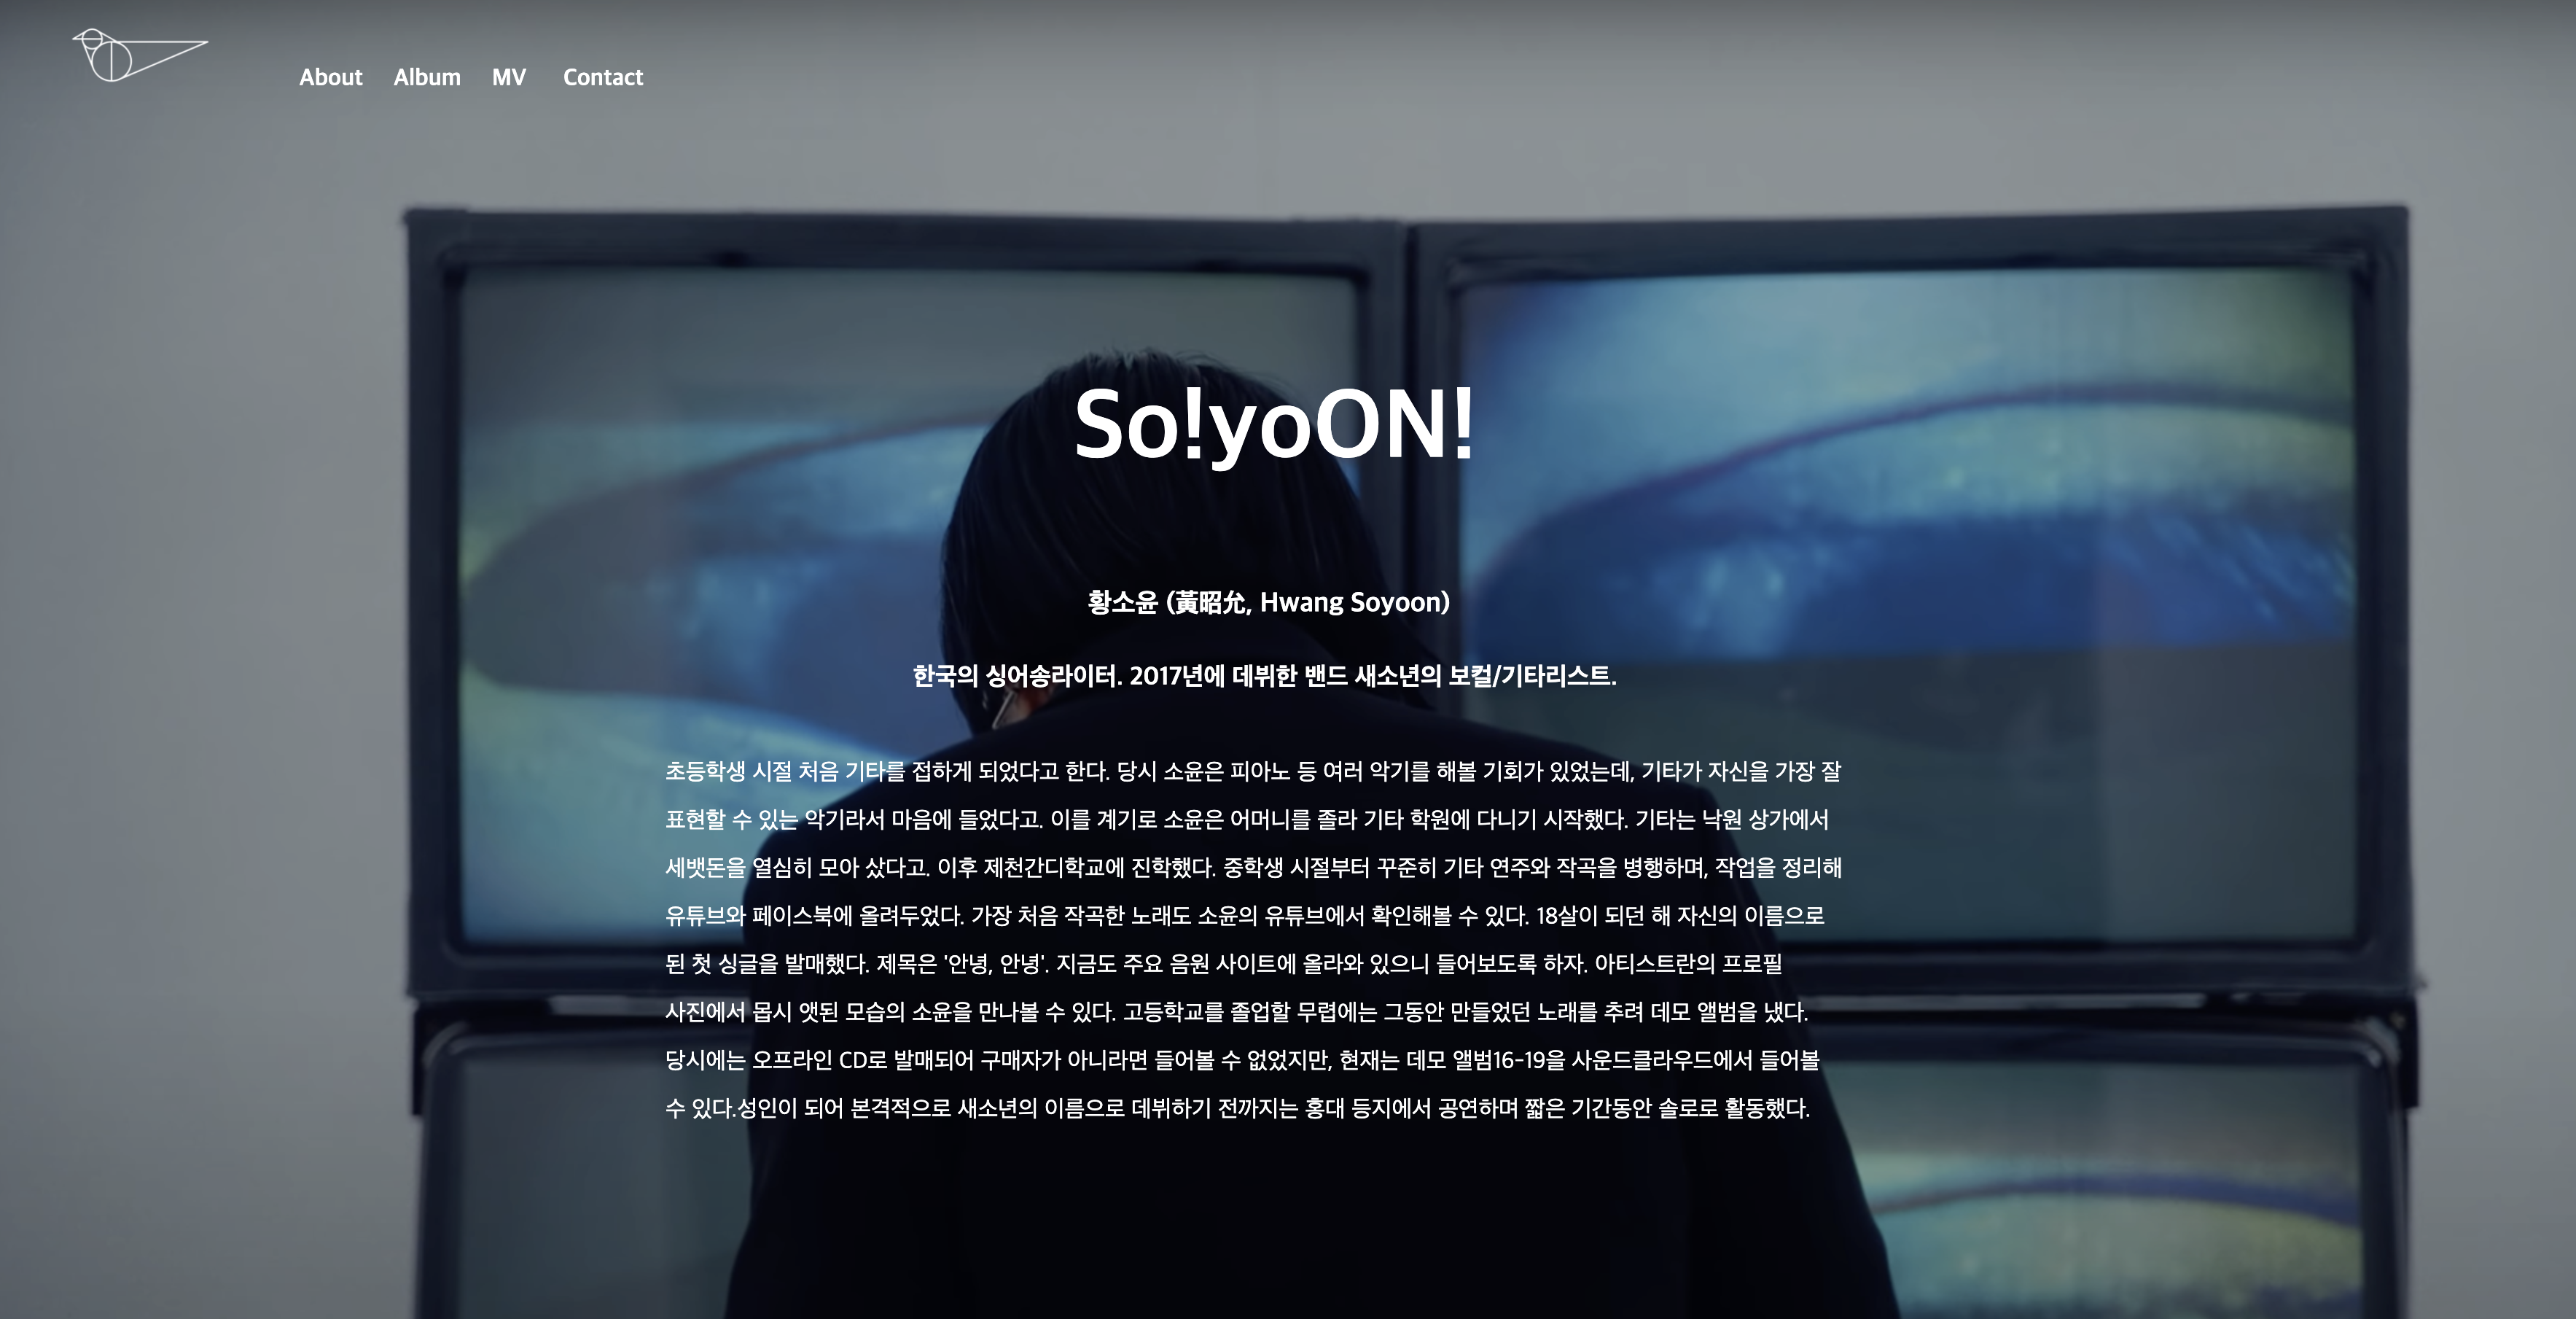 About Album MV Contact
So!yoON!
황소윤 (黃昭允, Hwang Soyoon)
한국의 싱어송라이터. 2017년에 데뷔한 밴드 새소년의 보컬/기타리스트.
초등학생 시절 처음 기타를 접하게 되었다고 한다. 당시 소윤은 피아노 등 여러 악기를 해볼 기회가 있었는데, 기타가 자신을 가장 잘
표현할 수 있는 악기라서 마음에 들었다고. 이를 계기로 소윤은 어머니를 졸라 기타 학원에 다니기 시작했다. 기타는 낙원 상가에서
세뱃돈을 열심히 모아 샀다고. 이후 제천간디학교에 진학했다. 중학생 시절부터 꾸준히 기타 연주와 작곡을 병행하며, 작업을 정리해
유튜브와 페이스북에 올려두었다. 가장 처음 작곡한 노래도 소윤의 유튜브에서 확인해볼 수 있다. 18살이 되던 해 자신의 이름으로
된 첫 싱글을 발매했다. 제목은 '안녕, 안녕'. 지금도 주요 음원 사이트에 올라와 있으니 들어보도록 하자. 아티스트란의 프로필
사진에서 몹시 앳된 모습의 소윤을 만나볼 수 있다. 고등학교를 졸업할 무렵에는 그동안 만들었던 노래를 추려 데모 앨범을 냈다.
당시에는 오프라인 CD로 발매되어 구매자가 아니라면 들어볼 수 없었지만, 현재는 데모 앨범16-19을 사운드클라우드에서 들어볼
수 있다.성인이 되어 본격적으로 새소년의 이름으로 데뷔하기 전까지는 홍대 등지에서 공연하며 짧은 기간동안 솔로로 활동했다.